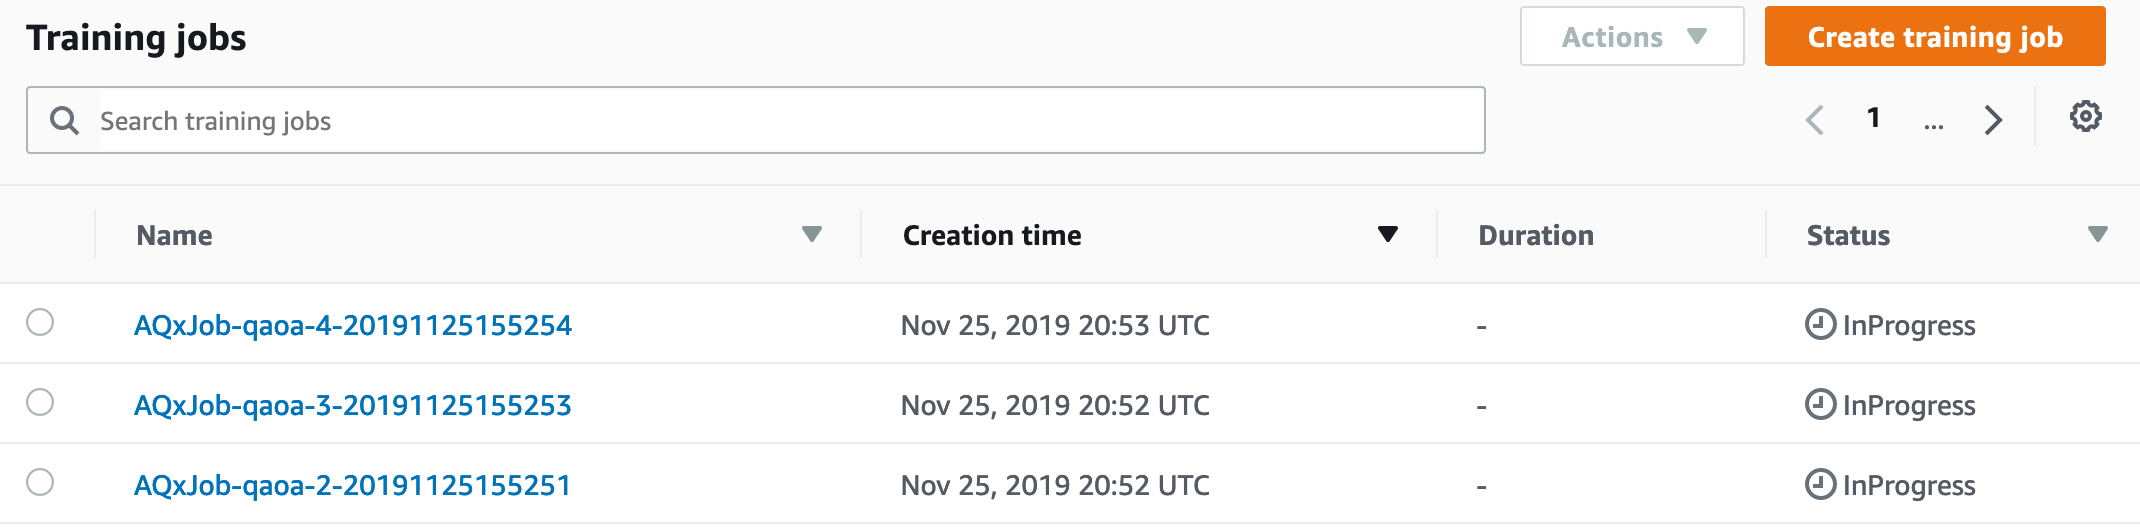 Training jobs
Actions
Create training job
Search training jobs
1
...
Name
Creation time
Duration
Status
AQxJob-qaoa-4-20191125155254
Nov 25, 2019 20:53 UTC
-
InProgress
AQxJob-qaoa-3-20191125155253
Nov 25, 2019 20:52 UTC
-
InProgress
AQxJob-qaoa-2-20191125155251
Nov 25, 2019 20:52 UTC
-
InProgress